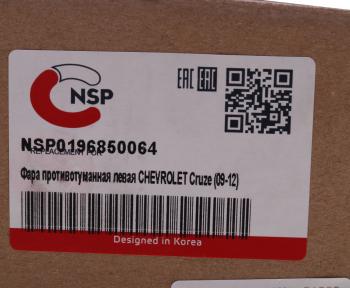 NSP
EAC EAC
NSP0196850064
REPLACEMENT FOR
Фара противотуманная левая CHEVROLET Cruze (09-12)
Designed in Korea